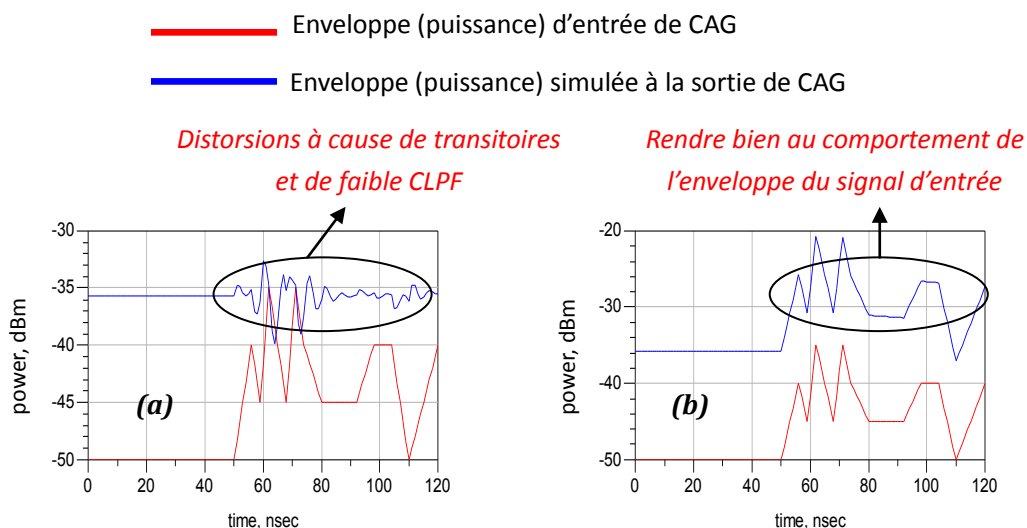 Enveloppe (puissance) d'entrée de CAG
Enveloppe (puissance) simulée à la sortie de CAG
Distorsions à cause de transitoires
et de faible CLPF
Rendre bien au comportement de
l'enveloppe du signal d'entrée
-30
-35
-40
-45
-50
power, dBm
(a)
0 20 40 60 80 100 120
time, nsec
-20
-30
-40
-50
power, dBm
(b)
0 20 40 60 80 100 120
time, nsec